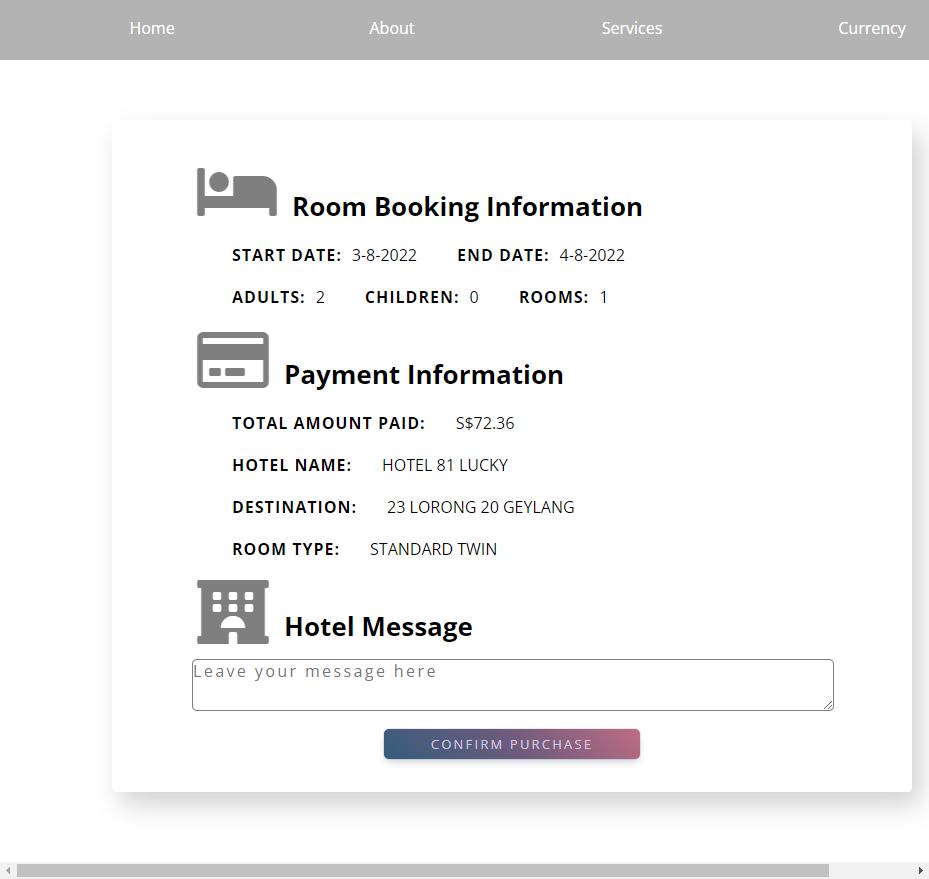 Home About Services Currency
Room Booking Information
START DATE: 3-8-2022 END DATE: 4-8-2022
ADULTS: 2 CHILDREN: 0 ROOMS: 1
Payment Information
TOTAL AMOUNT PAID: S$72.36
HOTEL NAME: HOTEL 81 LUCKY
DESTINATION: 23 LORONG 20 GEYLANG
ROOM TYPE: STANDARD TWIN
Hotel Message
Leave your message here
CONFIRM PURCHASE